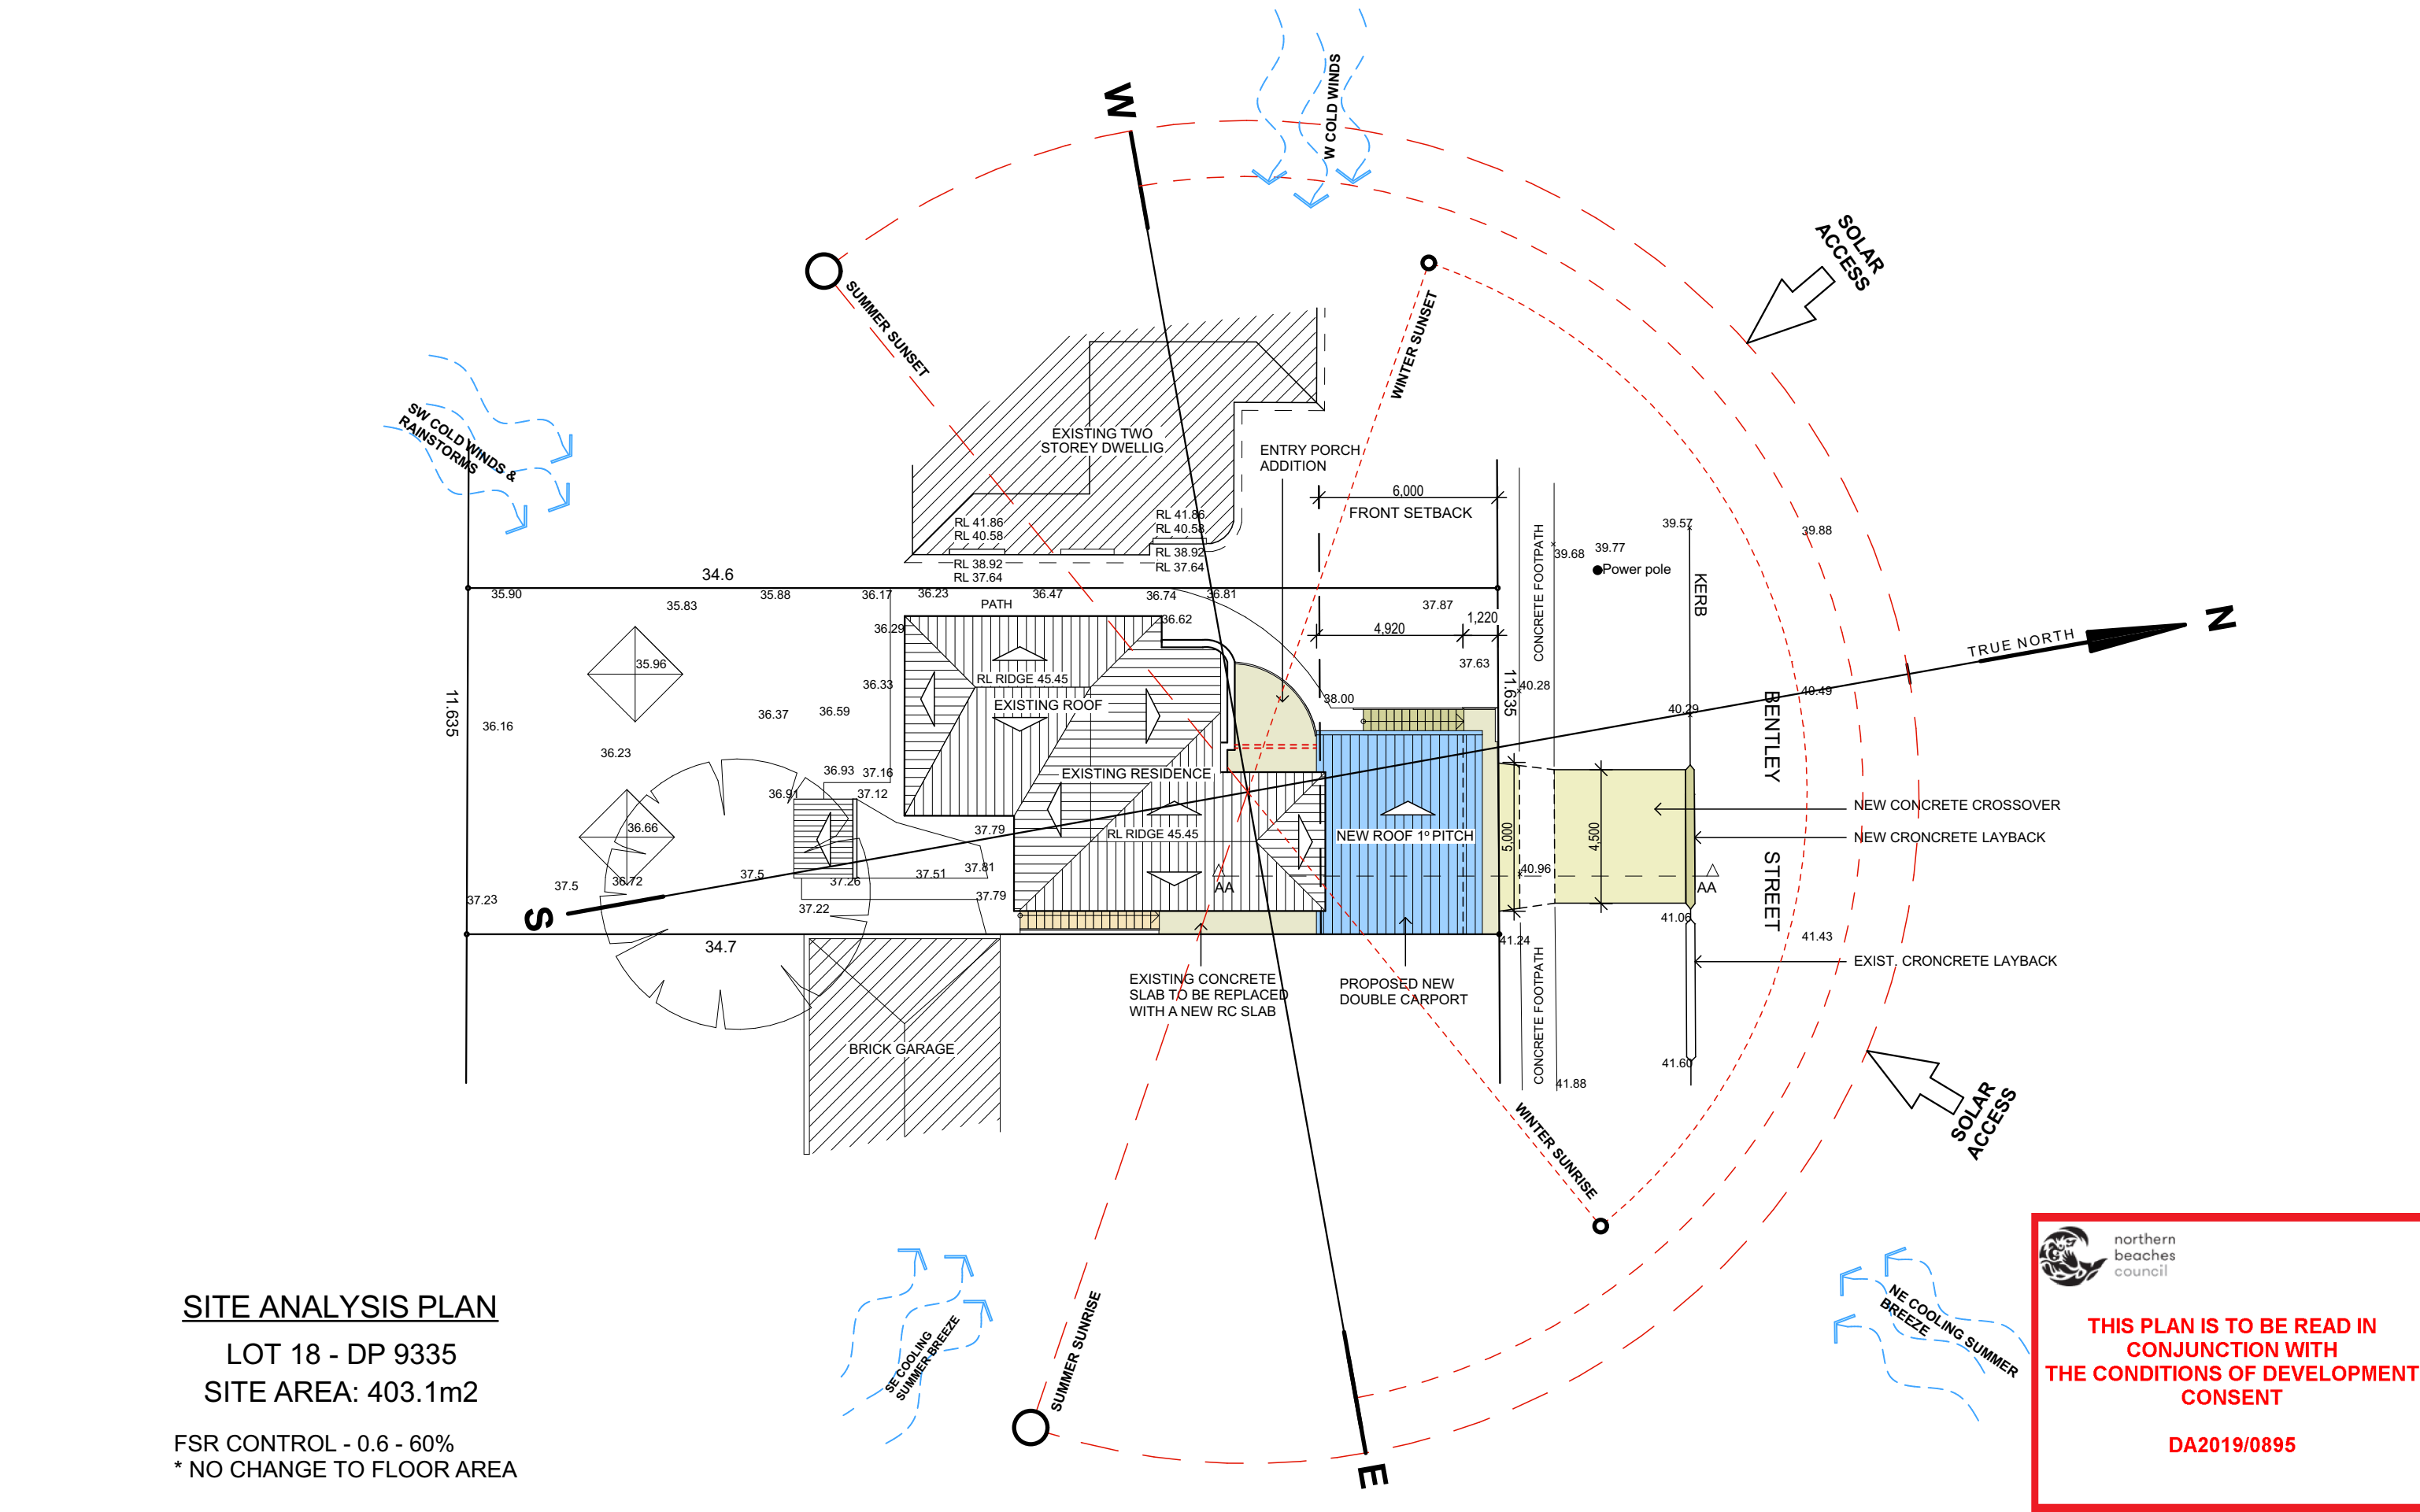 W
W COLD WINDS
SOLAR
ACCESS
SUMMER SUNSET
WINTER SUNSET
SW COLD WINDS &
RAINSTORMS
EXISTING TWO
STOREY DWELLIG
ENTRY PORCH
ADDITION
6,000
FRONT SETBACK
RL 41.86
RL 40.58
RL 41.86
RL 40.58
RL 38.92
RL 37.64
RL 38.92
RL 37.64
CONCRETE FOOTPATH
39.57
39.88
39.68
39.77
Power pole
KERB
34.6
35.90
35.83
35.88
36.17
36.23
PATH
36.47
36.74
36.81
36.62
37.87
1,220
4,920
37.63
N
TRUE NORTH
36.29
35.96
36.33
RL RIDGE 45.45
EXISTING ROOF
38.00
11.635
40.28
40.29
40.49
BENTLEY
STREET
11.635
36.16
36.37
36.59
36.23
36.93
37.16
36.91
37.12
EXISTING RESIDENCE
RL RIDGE 45.45
NEW ROOF 1º PITCH
5,000
4,500
NEW CONCRETE CROSSOVER
NEW CRONCRETE LAYBACK
36.66
37.79
37.81
37.51
37.5
37.26
36.72
37.5
37.23
37.22
37.79
AA
40.96
AA
41.06
41.24
41.43
S
34.7
EXIST. CRONCRETE LAYBACK
EXISTING CONCRETE
SLAB TO BE REPLACED
WITH A NEW RC SLAB
PROPOSED NEW
DOUBLE CARPORT
CONCRETE FOOTPATH
BRICK GARAGE
41.60
41.88
SOLAR
ACCESS
WINTER SUNRISE
SUMMER SUNRISE
SE COOLING
SUMMER BREEZE
NE COOLING SUMMER
BREEZE
E
SITE ANALYSIS PLAN
LOT 18 - DP 9335
SITE AREA: 403.1m2
FSR CONTROL - 0.6 - 60%
* NO CHANGE TO FLOOR AREA
northern
beaches
council
THIS PLAN IS TO BE READ IN
CONJUNCTION WITH
THE CONDITIONS OF DEVELOPMENT
CONSENT
DA2019/0895